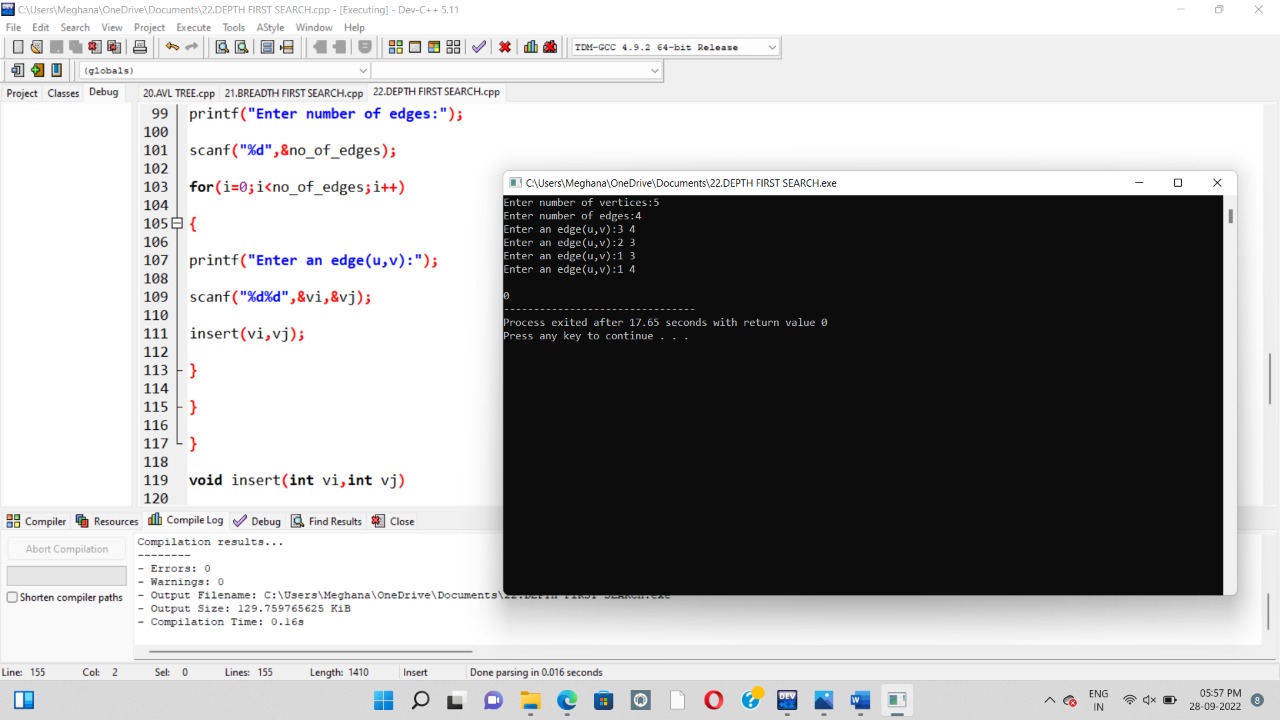 C:\Users\Meghana\OneDrive\Documents\22.DEPTH FIRST SEARCH.cpp - [Executing] - Dev-C++ 5.11
File Edit Search View Project Execute Tools AStyle Window Help
TDM-GCC 4.9.2 64-bit Release
(globals)
Project Classes Debug
20.AVL TREE.cpp 21.BREADTH FIRST SEARCH.cpp 22.DEPTH FIRST SEARCH.cpp
99 printf("Enter number of edges:");
100
101 scanf("%d",&no_of_edges);
102
103 for(i=0;i<no_of_edges;i++)
104
105 {
106
107 printf("Enter an edge(u,v):");
108
109 scanf("%d%d",&vi,&vj);
110
111 insert(vi,vj);
112
113 }
114
115 }
116
117 }
118
119 void insert(int vi,int vj)
120
C:\Users\Meghana\OneDrive\Documents\22.DEPTH FIRST SEARCH.exe
Enter number of vertices:5
Enter number of edges:4
Enter an edge(u,v):3 4
Enter an edge(u,v):2 3
Enter an edge(u,v):1 3
Enter an edge(u,v):1 4
0
--------------------------------
Process exited after 17.65 seconds with return value 0
Press any key to continue . . .
Compiler Resources Compile Log Debug Find Results Close
Abort Compilation
Shorten compiler paths
Compilation results...
--------
- Errors: 0
- Warnings: 0
- Output Filename: C:\Users\Meghana\OneDrive\Documents\22.DEPTH FIRST SEARCH.exe
- Output Size: 129.759765625 KiB
- Compilation Time: 0.16s
Line: 155 Col: 2 Sel: 0 Lines: 155 Length: 1410 Insert Done parsing in 0.016 seconds
DEV
ENG
IN
05:57 PM
28-09-2022
8